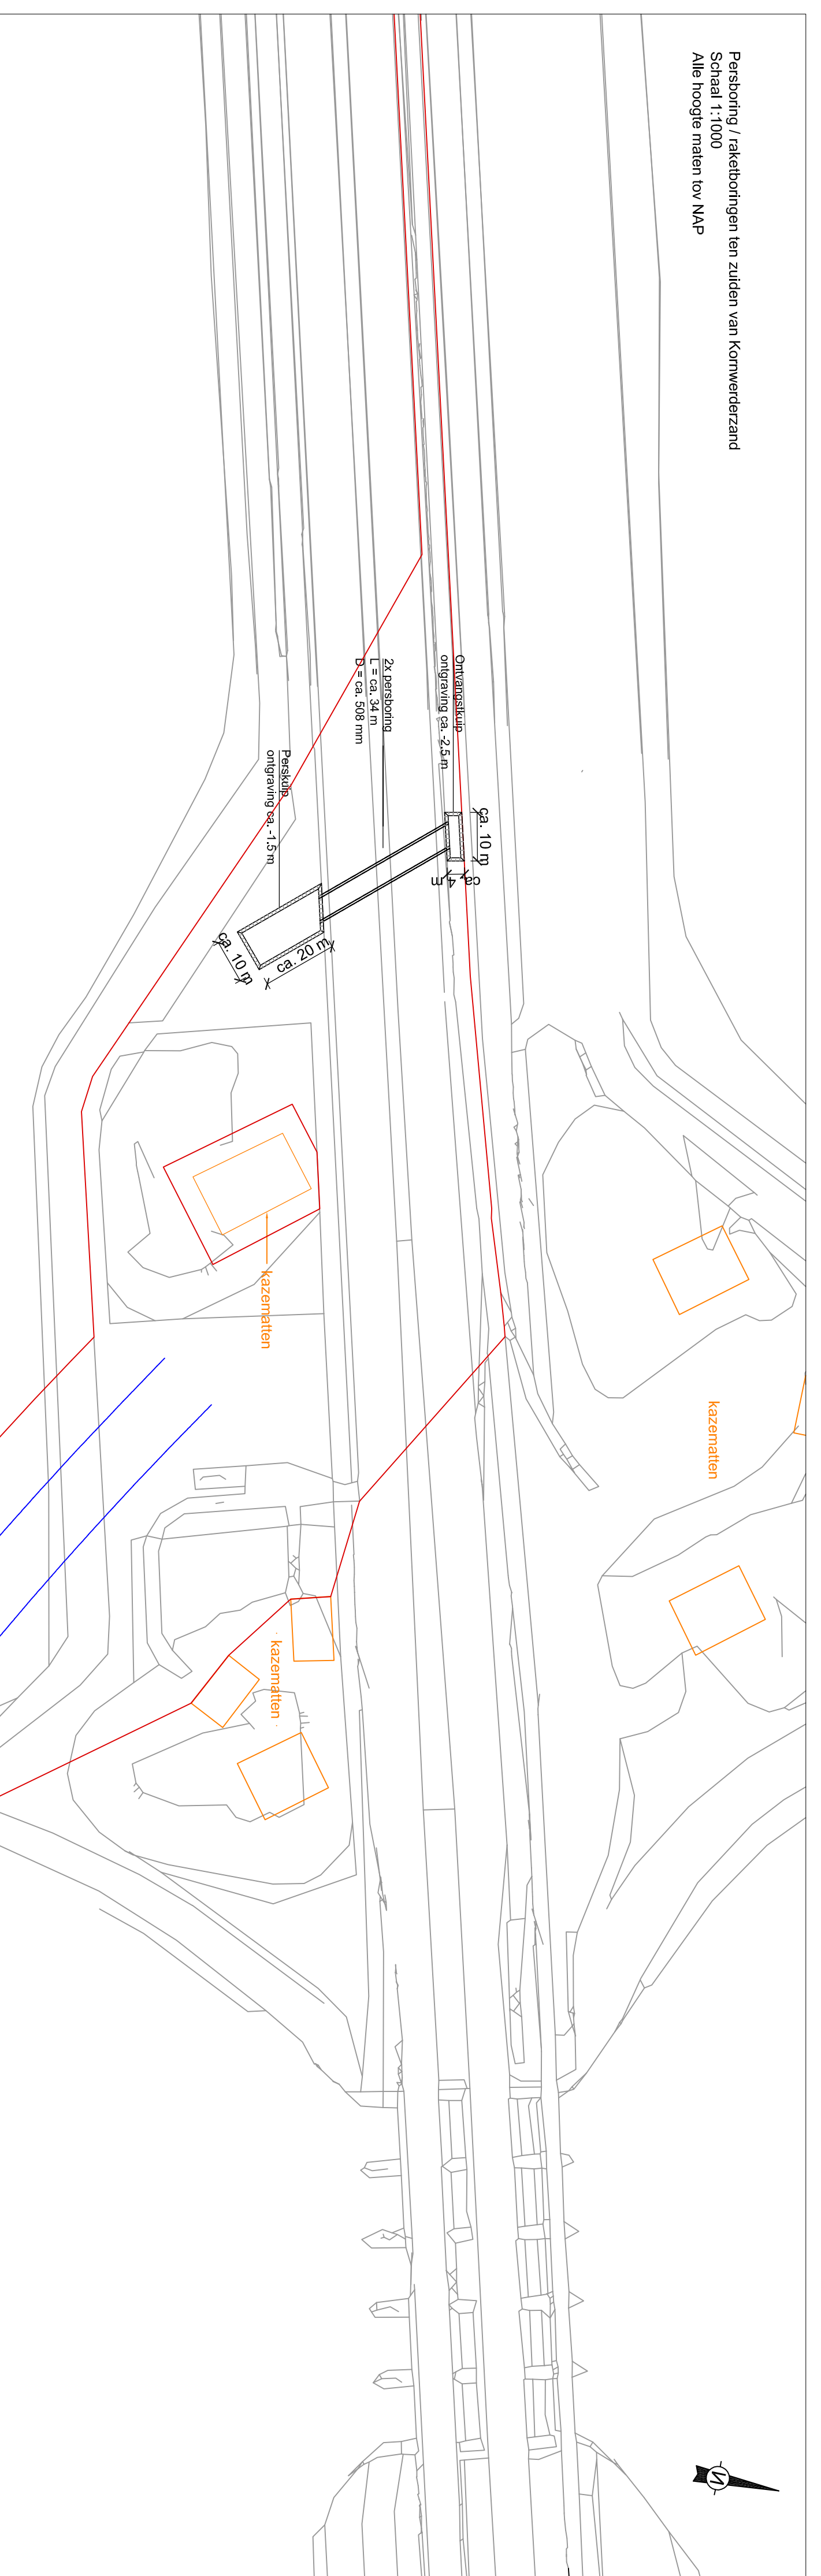 Persboring / raketboringen ten zuiden van Kornwerderzand
Schaal 1:1000
Alle hoogte maten tov NAP
Ontvangstkuip
ontgraving ca. -2,5 m
2x persboring
L = ca. 34 m
D = ca. 508 mm
Perskuip
ontgraving ca. -1,5 m
ca. 10 m
ca 4 m
ca. 20 m
ca. 10 m
kazematten
kazematten
kazematten
N